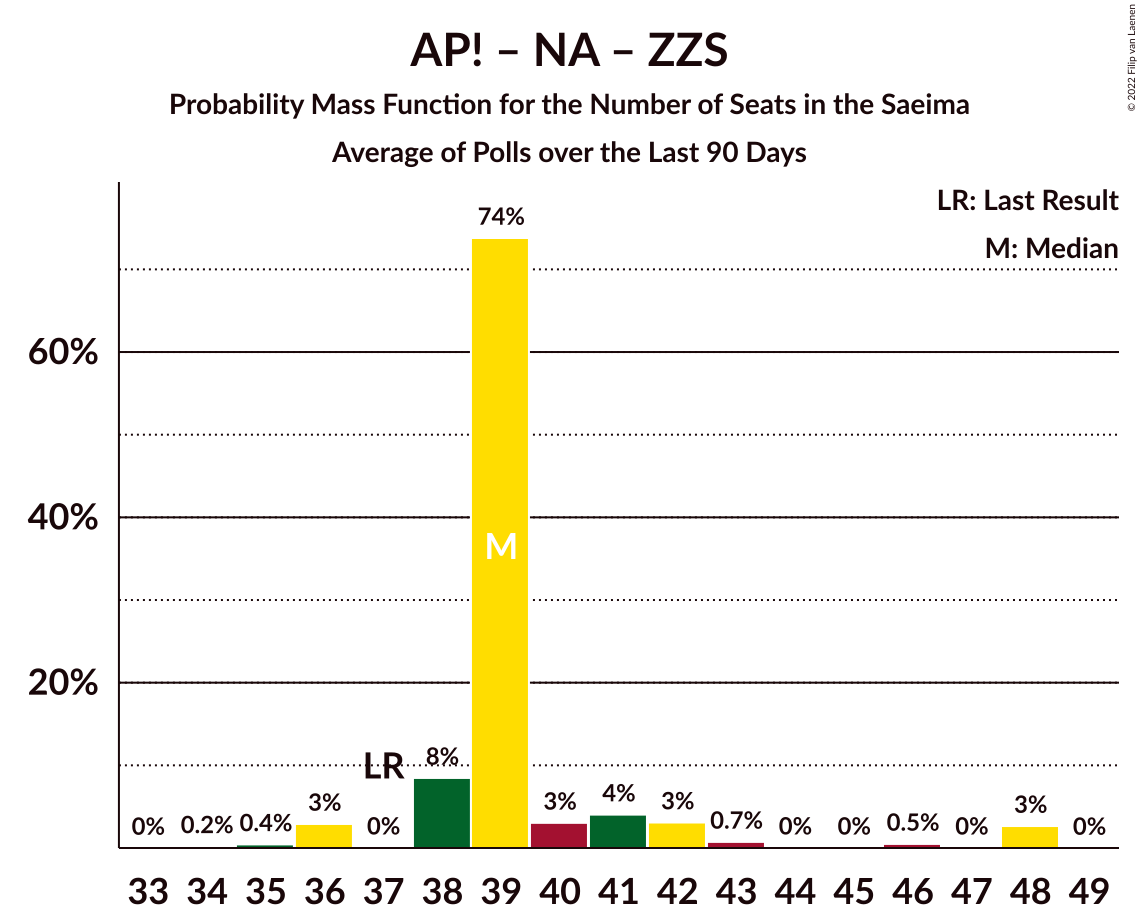 AP! – NA – ZZS
Probability Mass Function for the Number of Seats in the Saeima
Average of Polls over the Last 90 Days
© 2022 Filip van Laenen
LR: Last Result
M: Median
60%
40%
20%
0%
0.2%
0.4%
3%
0%
LR
8%
74%
M
3%
4%
3%
0.7%
0%
0%
0.5%
0%
3%
0%
33 34 35 36 37 38 39 40 41 42 43 44 45 46 47 48 49